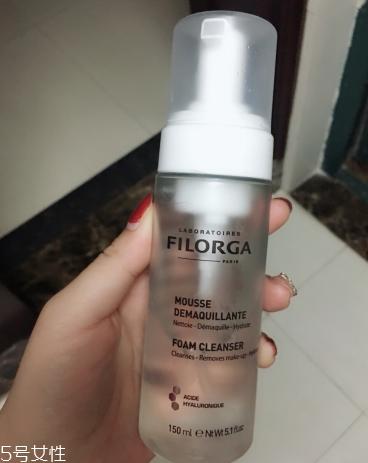 LABORATOIRES
FILORGA
PARIS
MOUSSE
DEMAQUILLANTE
Nettoie - Démaquille - Hydrate
FOAM CLEANSER
Cleanses - Removes make-up -
ACIDE
HYALURONIQUE
150 ml ℮ Nt Wt 5.1 fl.oz
5号女性